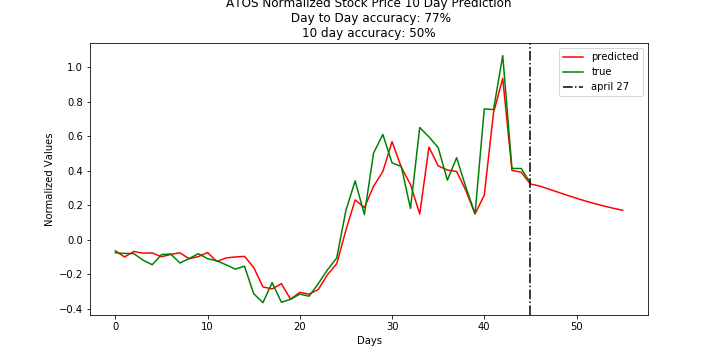 ATOS Normalized Stock Price 10 Day Prediction
Day to Day accuracy: 77%
10 day accuracy: 50%
predicted
true
april 27
Normalized Values
1.0
0.8
0.6
0.4
0.2
0.0
−0.2
−0.4
0 10 20 30 40 50
Days